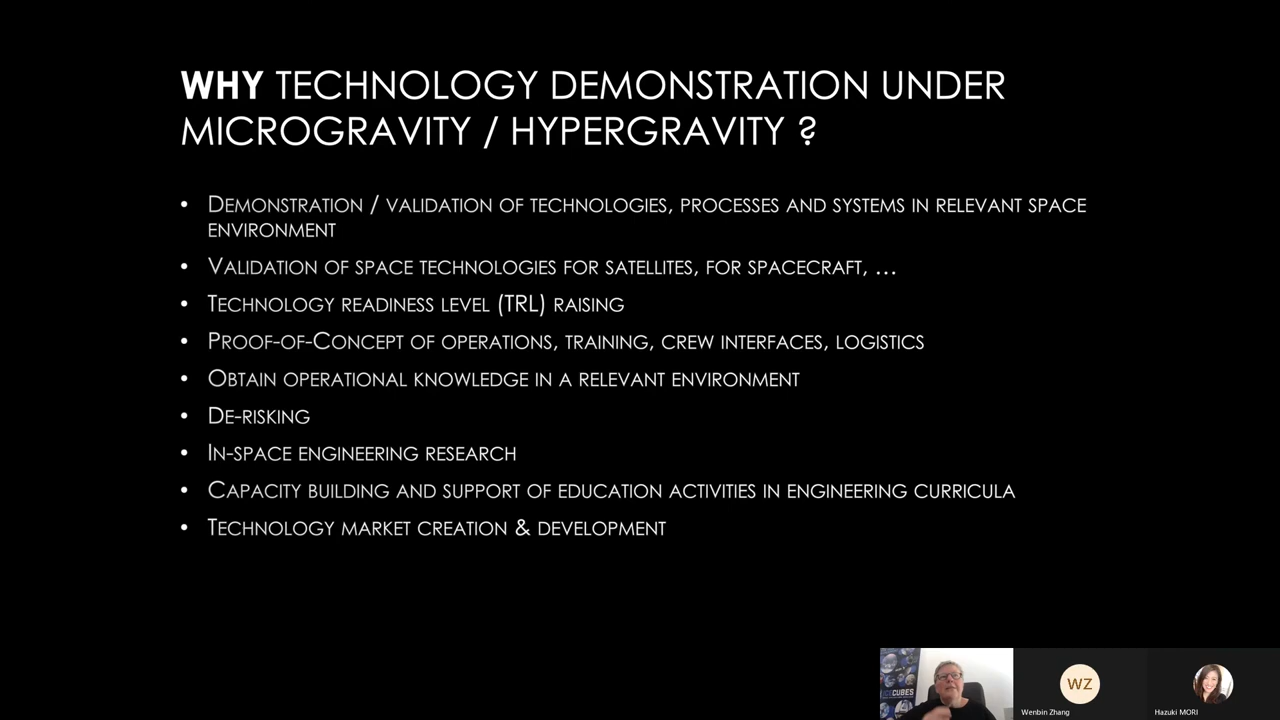 WHY TECHNOLOGY DEMONSTRATION UNDER
MICROGRAVITY / HYPERGRAVITY ?
• DEMONSTRATION / VALIDATION OF TECHNOLOGIES, PROCESSES AND SYSTEMS IN RELEVANT SPACE
ENVIRONMENT
• VALIDATION OF SPACE TECHNOLOGIES FOR SATELLITES, FOR SPACECRAFT, ...
• TECHNOLOGY READINESS LEVEL (TRL) RAISING
• PROOF-OF-CONCEPT OF OPERATIONS, TRAINING, CREW INTERFACES, LOGISTICS
• OBTAIN OPERATIONAL KNOWLEDGE IN A RELEVANT ENVIRONMENT
• DE-RISKING
• IN-SPACE ENGINEERING RESEARCH
• CAPACITY BUILDING AND SUPPORT OF EDUCATION ACTIVITIES IN ENGINEERING CURRICULA
• TECHNOLOGY MARKET CREATION & DEVELOPMENT
CUBES
WZ
Wenbin Zhang
Hazuki MORI